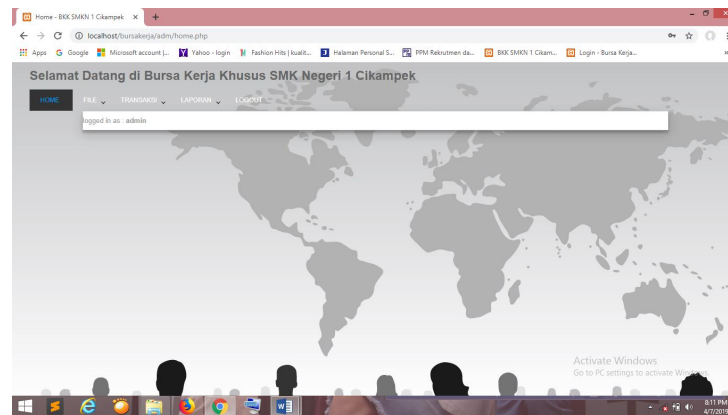 Home - BKK SMKN 1 Cikampek
localhost/bursakerja/adm/home.php
Apps Google Microsoft account |... Yahoo - login Fashion Hits | kualit... Halaman Personal S... PPM Rekrutmen da... BKK SMKN 1 Cikam... Login - Bursa Kerja...
Selamat Datang di Bursa Kerja Khusus SMK Negeri 1 Cikampek
HOME FILE TRANSAKSI LAPORAN LOGOUT
logged in as : admin
Activate Windows
Go to PC settings to activate Windows.
8:11 PM